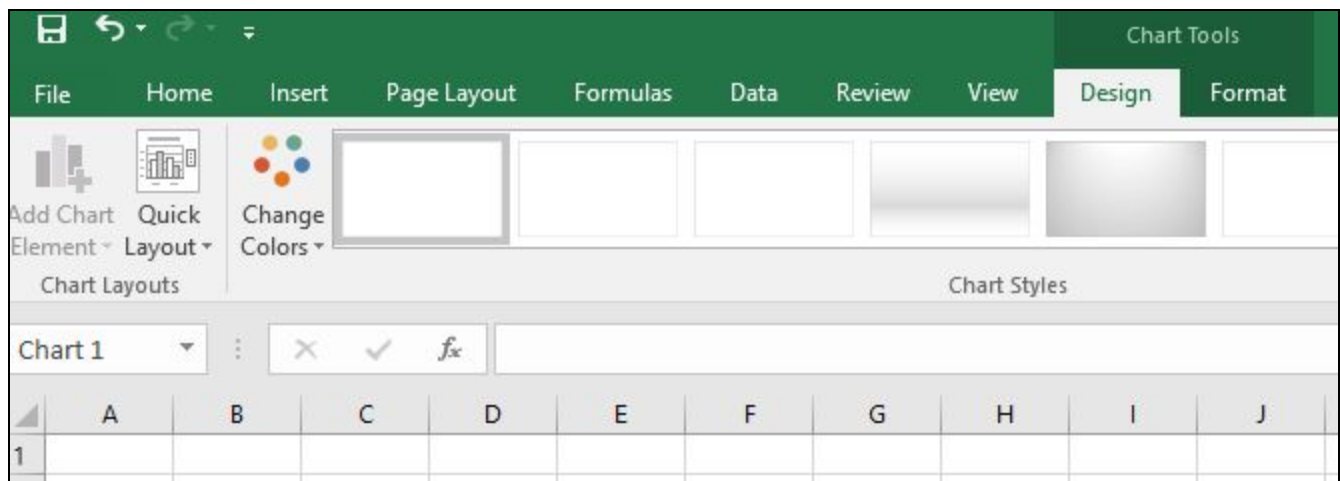 Chart Tools
File Home Insert Page Layout Formulas Data Review View Design Format
Add Chart Quick Change
Element Layout Colors
Chart Layouts Chart Styles
Chart 1 fx
A B C D E F G H I J
1